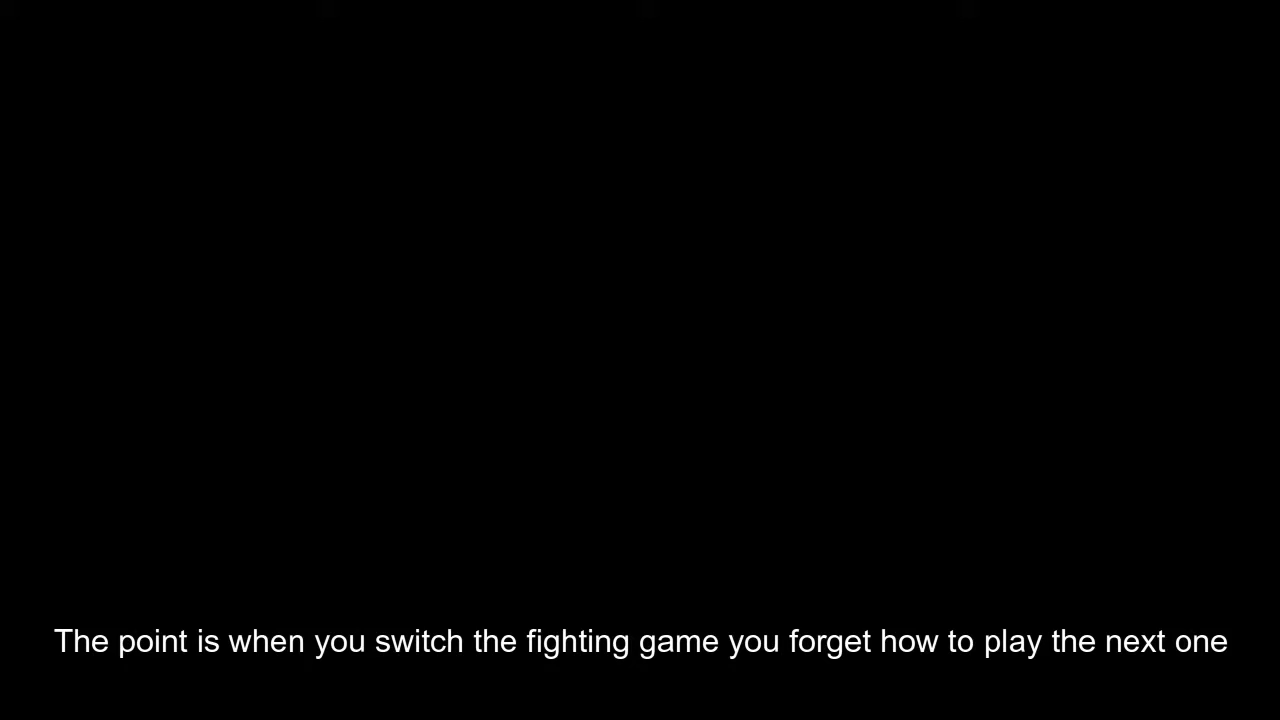 The point is when you switch the fighting game you forget how to play the next one